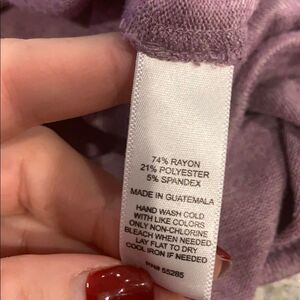 74% RAYON
21% POLYESTER
5% SPANDEX
MADE IN GUATEMALA
HAND WASH COLD
WITH LIKE COLORS
ONLY NON-CHLORINE
BLEACH WHEN NEEDED
LAY FLAT TO DRY
COOL IRON IF NEEDED
55285